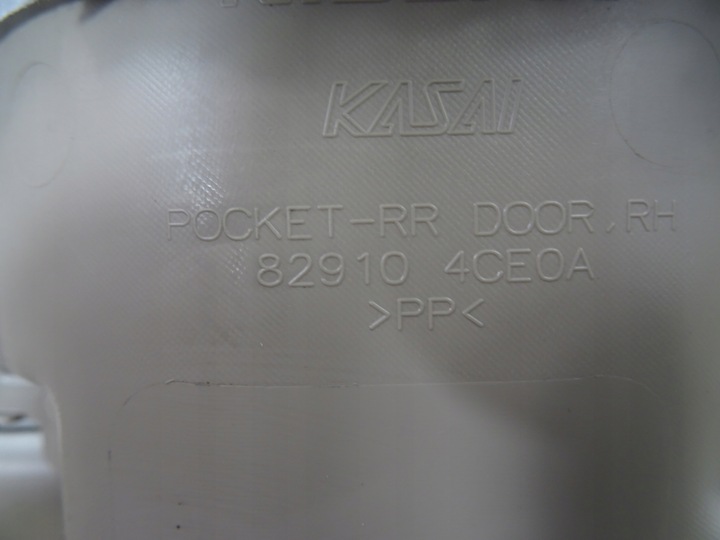 KASAI
POCKET-RR DOOR, RH
82910 4CE0A
>PP<